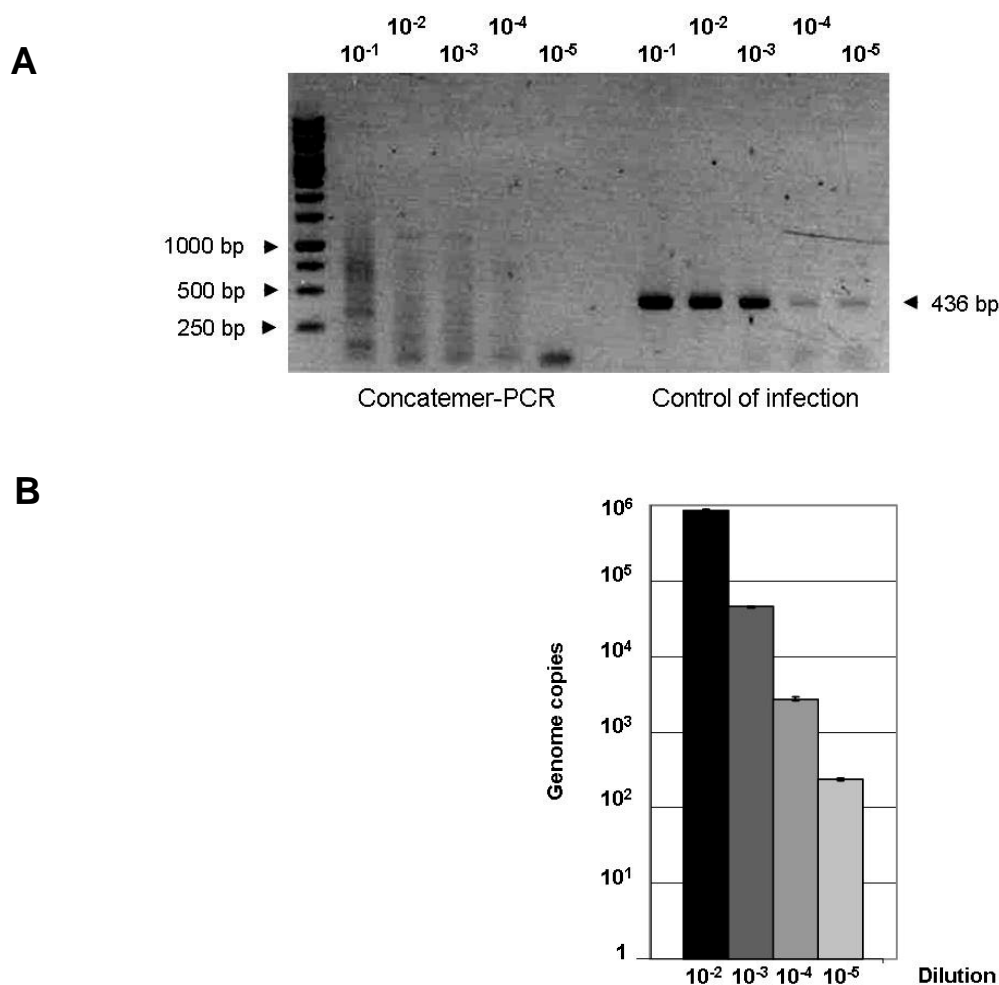 A
10⁻² 10⁻⁴ 10⁻² 10⁻⁴
10⁻¹ 10⁻³ 10⁻⁵ 10⁻¹ 10⁻³ 10⁻⁵
1000 bp
500 bp
250 bp
436 bp
Concatemer-PCR Control of infection
B
Genome copies
10⁶
10⁵
10⁴
10³
10²
10¹
1
10⁻² 10⁻³ 10⁻⁴ 10⁻⁵ Dilution